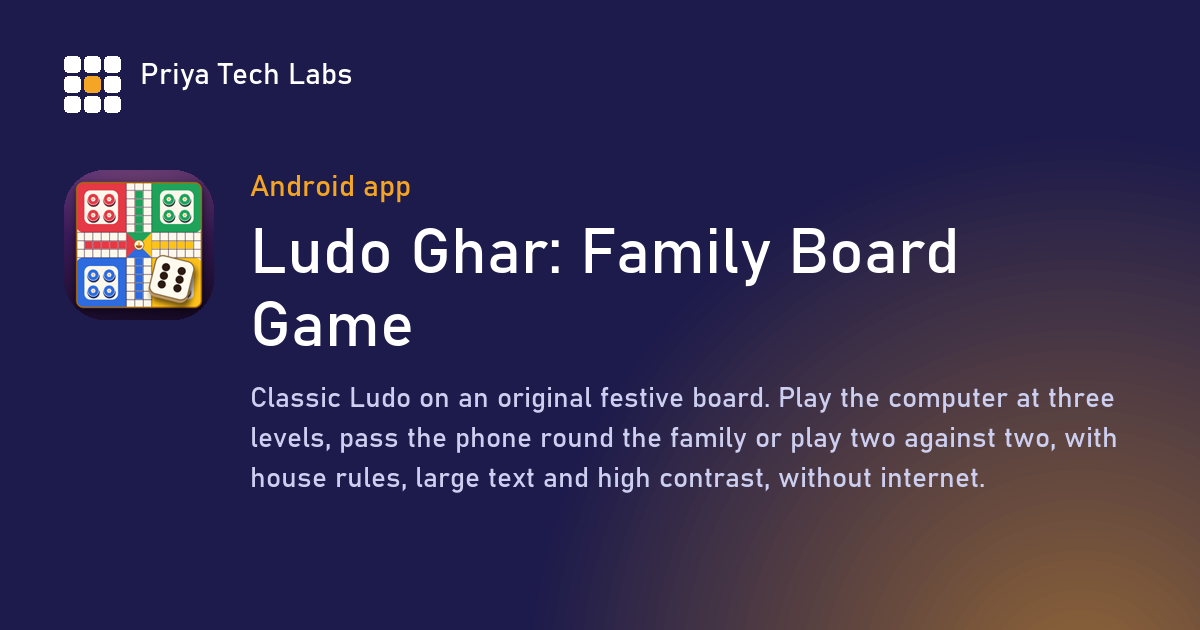 Priya Tech Labs
Android app
Ludo Ghar: Family Board
Game
Classic Ludo on an original festive board. Play the computer at three
levels, pass the phone round the family or play two against two, with
house rules, large text and high contrast, without internet.